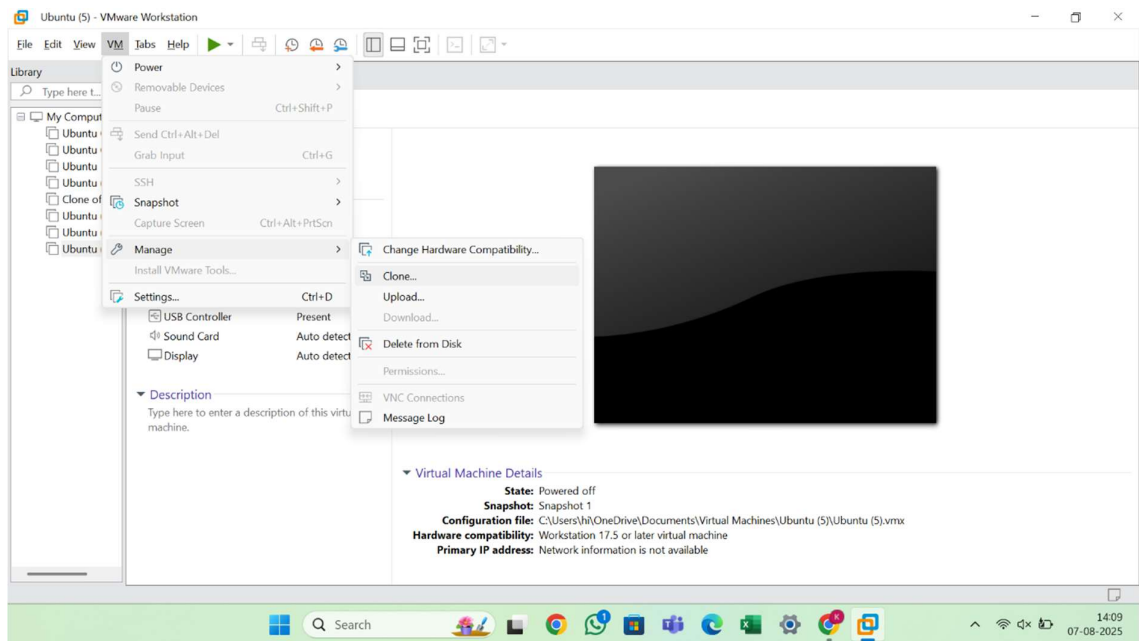 Ubuntu (5) - VMware Workstation
File Edit View VM Tabs Help
Library
Type here t...
My Comput
Ubuntu
Ubuntu
Ubuntu
Ubuntu
Clone of
Ubuntu
Ubuntu
Ubuntu
Power
Removable Devices
Pause Ctrl+Shift+P
Send Ctrl+Alt+Del
Grab Input Ctrl+G
SSH
Snapshot
Capture Screen Ctrl+Alt+PrtScn
Manage
Install VMware Tools...
Settings... Ctrl+D
Change Hardware Compatibility...
Clone...
Upload...
Download...
Delete from Disk
Permissions...
VNC Connections
Message Log
USB Controller Present
Sound Card Auto detect
Display Auto detect
Description
Type here to enter a description of this virtu
machine.
Virtual Machine Details
State: Powered off
Snapshot: Snapshot 1
Configuration file: C:\Users\hi\OneDrive\Documents\Virtual Machines\Ubuntu (5)\Ubuntu (5).vmx
Hardware compatibility: Workstation 17.5 or later virtual machine
Primary IP address: Network information is not available
Search
1
K
14:09
07-08-2025